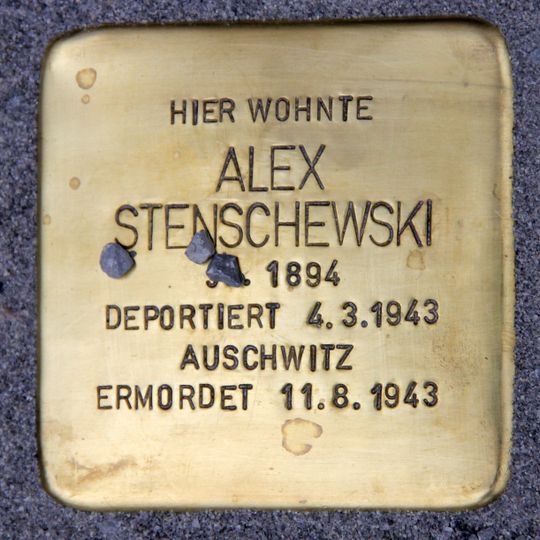 HIER WOHNTE
ALEX
STENSCHEWSKI
1894
DEPORTIERT 4.3.1943
AUSCHWITZ
ERMORDET 11.8.1943